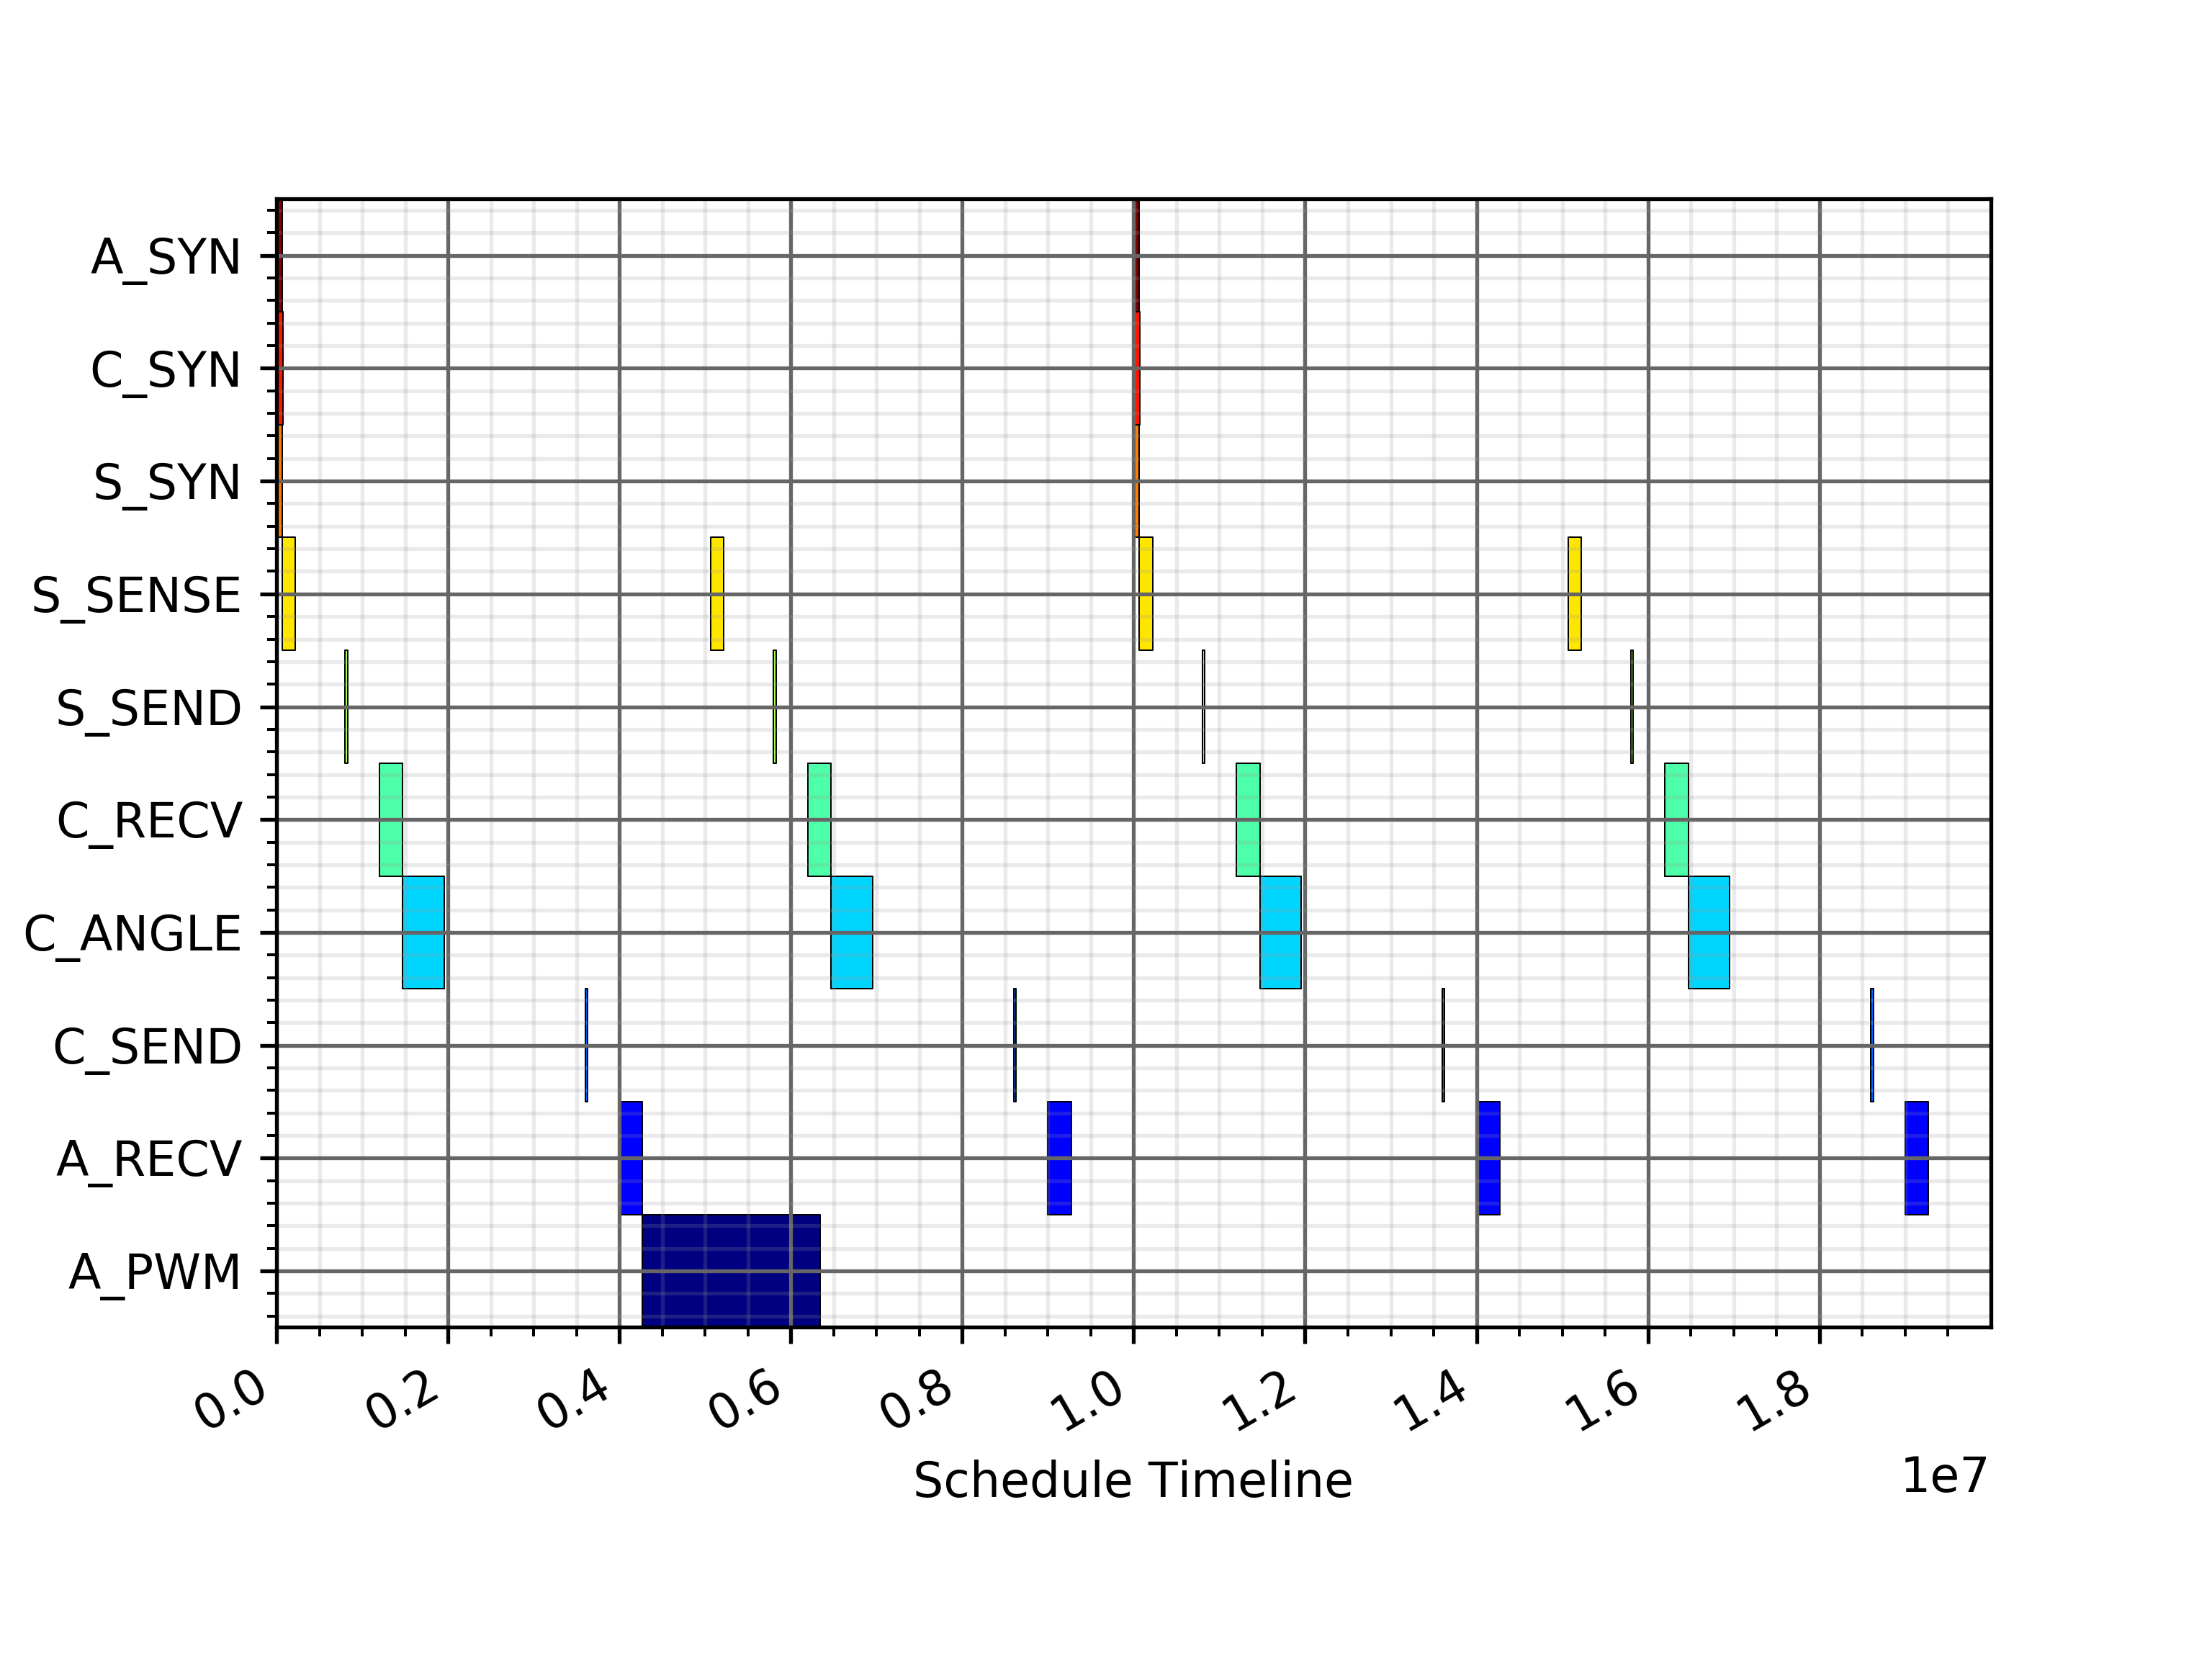 A_SYN
C_SYN
S_SYN
S_SENSE
S_SEND
C_RECV
C_ANGLE
C_SEND
A_RECV
A_PWM
0.0 0.2 0.4 0.6 0.8 1.0 1.2 1.4 1.6 1.8
Schedule Timeline
1e7